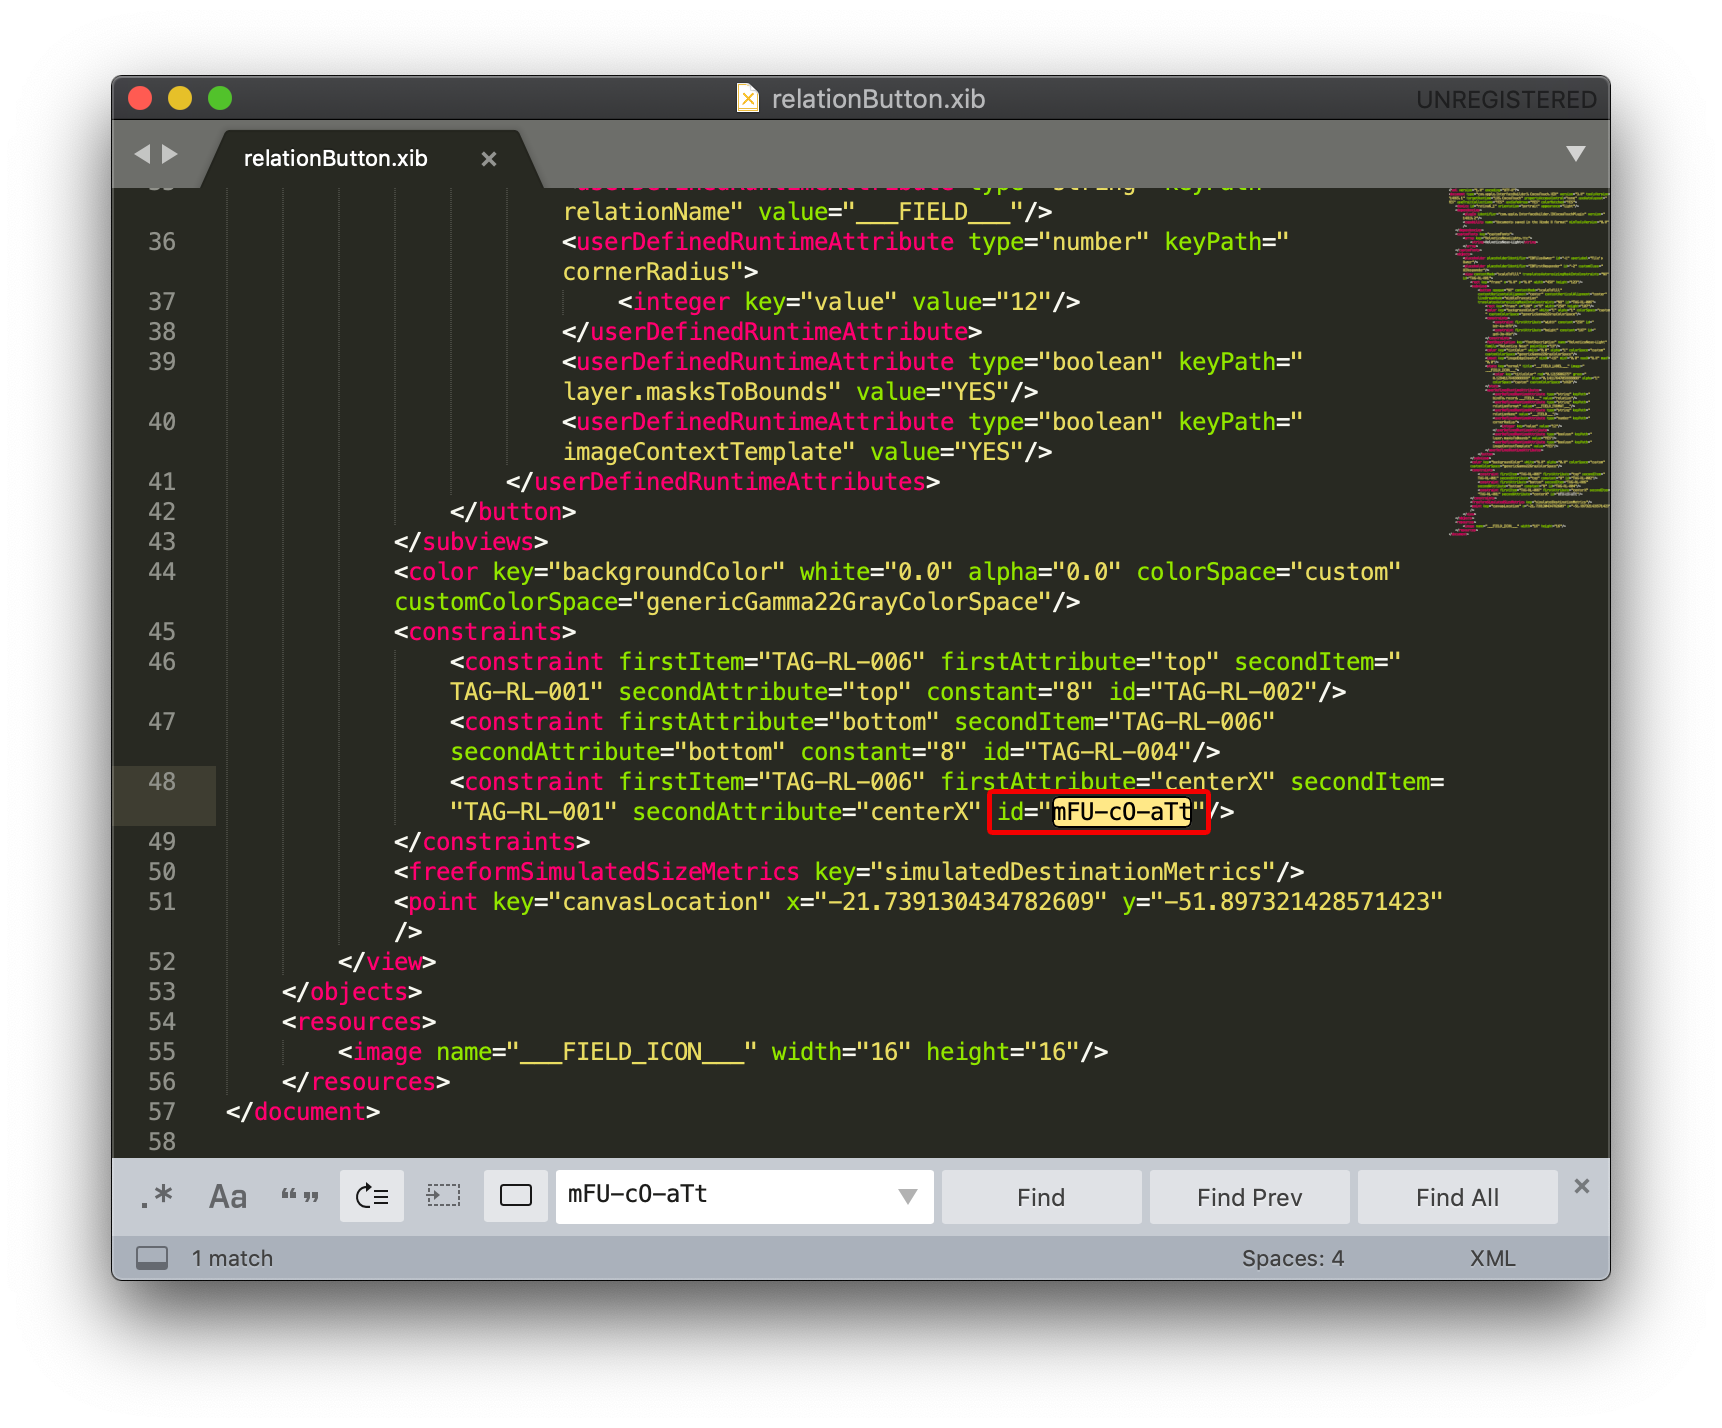 relationButton.xib
UNREGISTERED
relationButton.xib
relationName" value="___FIELD___"/>
36 <userDefinedRuntimeAttribute type="number" keyPath="
cornerRadius">
37 <integer key="value" value="12"/>
38 </userDefinedRuntimeAttribute>
39 <userDefinedRuntimeAttribute type="boolean" keyPath="
layer.masksToBounds" value="YES"/>
40 <userDefinedRuntimeAttribute type="boolean" keyPath="
imageContextTemplate" value="YES"/>
41 </userDefinedRuntimeAttributes>
42 </button>
43 </subviews>
44 <color key="backgroundColor" white="0.0" alpha="0.0" colorSpace="custom"
customColorSpace="genericGamma22GrayColorSpace"/>
45 <constraints>
46 <constraint firstItem="TAG-RL-006" firstAttribute="top" secondItem="
TAG-RL-001" secondAttribute="top" constant="8" id="TAG-RL-002"/>
47 <constraint firstAttribute="bottom" secondItem="TAG-RL-006"
secondAttribute="bottom" constant="8" id="TAG-RL-004"/>
48 <constraint firstItem="TAG-RL-006" firstAttribute="centerX" secondItem=
"TAG-RL-001" secondAttribute="centerX" id="mFU-cO-aTt"/>
49 </constraints>
50 <freeformSimulatedSizeMetrics key="simulatedDestinationMetrics"/>
51 <point key="canvasLocation" x="-21.739130434782609" y="-51.897321428571423"
/>
52 </view>
53 </objects>
54 <resources>
55 <image name="___FIELD_ICON___" width="16" height="16"/>
56 </resources>
57 </document>
58
.* Aa “ ” mFU-cO-aTt Find Find Prev Find All
1 match Spaces: 4 XML